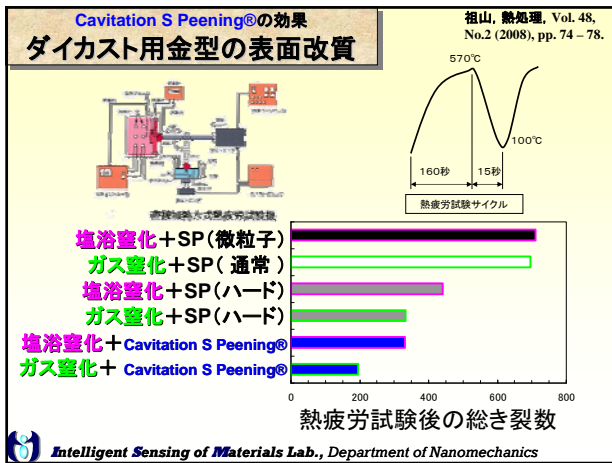 Cavitation S Peening®の効果
ダイカスト用金型の表面改質
祖山, 熱処理, Vol. 48,
No.2 (2008), pp. 74 – 78.
570℃
100℃
160秒
15秒
熱疲労試験サイクル
塩浴窒化+SP(微粒子)
ガス窒化+SP( 通常 )
塩浴窒化+SP(ハード)
ガス窒化+SP(ハード)
塩浴窒化+Cavitation S Peening®
ガス窒化+ Cavitation S Peening®
0 200 400 600 800
熱疲労試験後の総き裂数
Intelligent Sensing of Materials Lab., Department of Nanomechanics